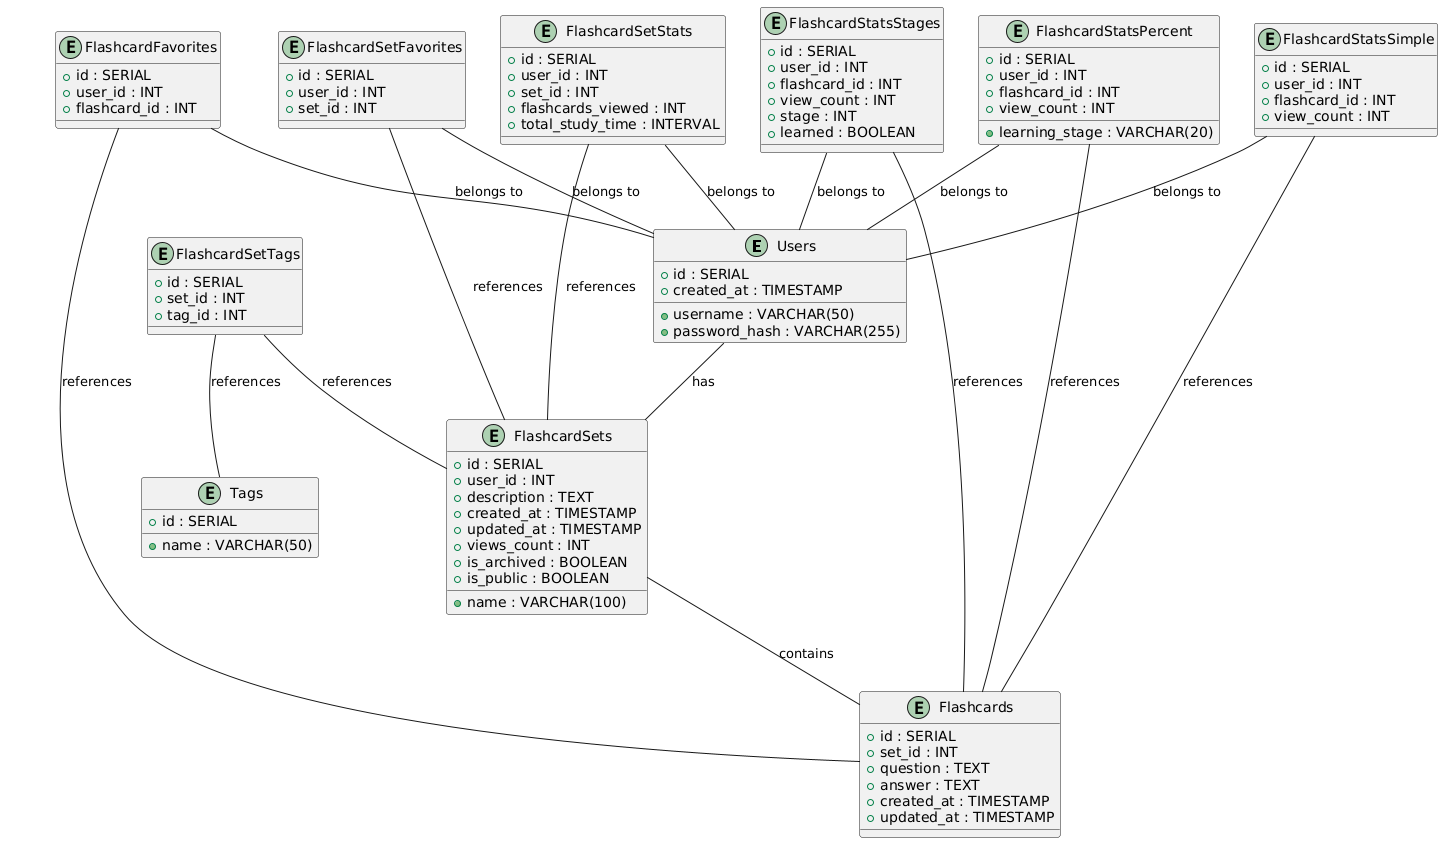 E FlashcardFavorites
id : SERIAL
user_id : INT
flashcard_id : INT
E FlashcardSetFavorites
id : SERIAL
user_id : INT
set_id : INT
E FlashcardSetStats
id : SERIAL
user_id : INT
set_id : INT
flashcards_viewed : INT
total_study_time : INTERVAL
E FlashcardStatsStages
id : SERIAL
user_id : INT
flashcard_id : INT
view_count : INT
stage : INT
learned : BOOLEAN
E FlashcardStatsPercent
id : SERIAL
user_id : INT
flashcard_id : INT
view_count : INT
learning_stage : VARCHAR(20)
E FlashcardStatsSimple
id : SERIAL
user_id : INT
flashcard_id : INT
view_count : INT
belongs to
belongs to
belongs to
belongs to
belongs to
belongs to
E FlashcardSetTags
id : SERIAL
set_id : INT
tag_id : INT
references
references
E Users
id : SERIAL
created_at : TIMESTAMP
username : VARCHAR(50)
password_hash : VARCHAR(255)
references
references
references
has
references
references
references
E Tags
id : SERIAL
name : VARCHAR(50)
E FlashcardSets
id : SERIAL
user_id : INT
description : TEXT
created_at : TIMESTAMP
updated_at : TIMESTAMP
views_count : INT
is_archived : BOOLEAN
is_public : BOOLEAN
name : VARCHAR(100)
contains
E Flashcards
id : SERIAL
set_id : INT
question : TEXT
answer : TEXT
created_at : TIMESTAMP
updated_at : TIMESTAMP